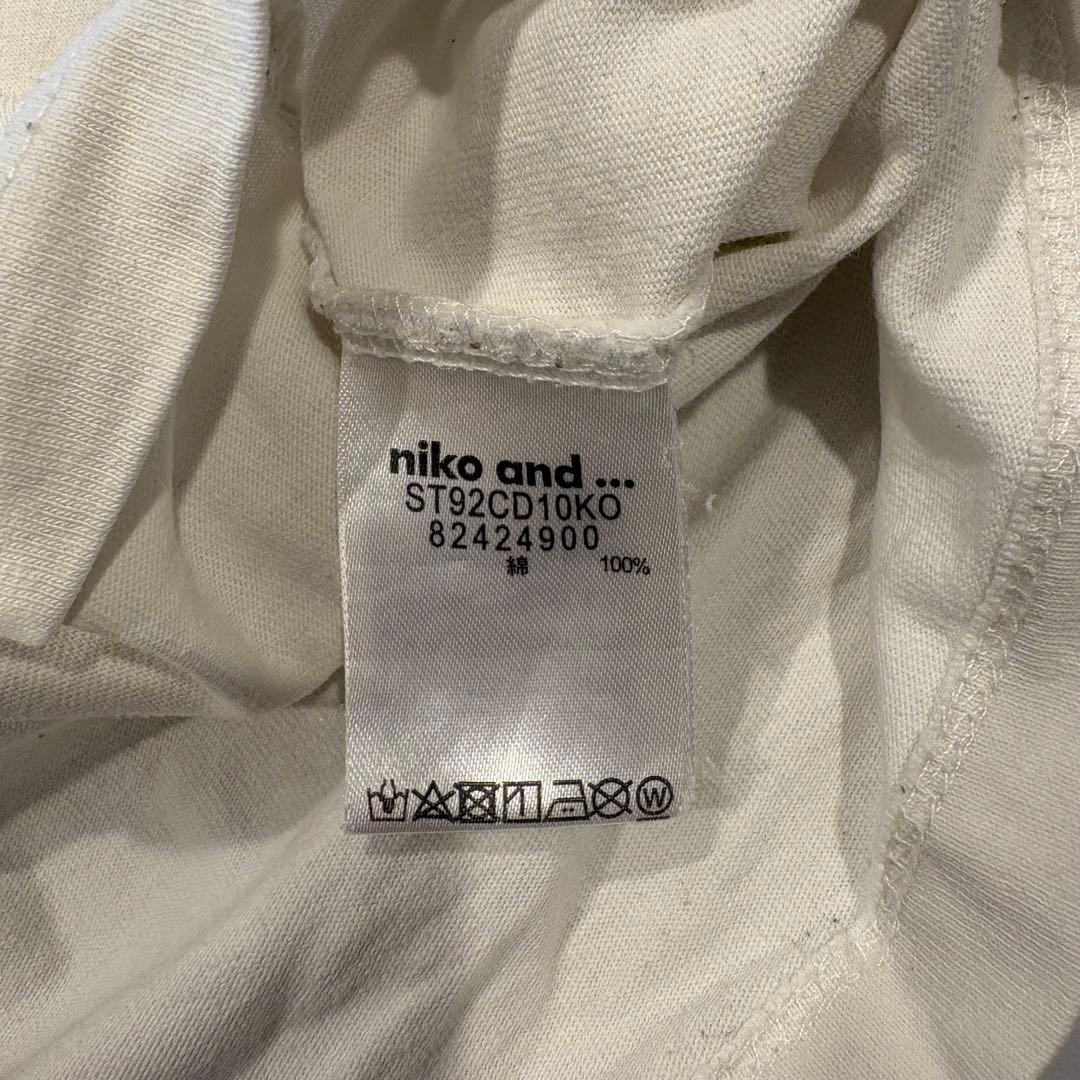 niko and ...
ST92CD10KO
82424900
綿 100%
W